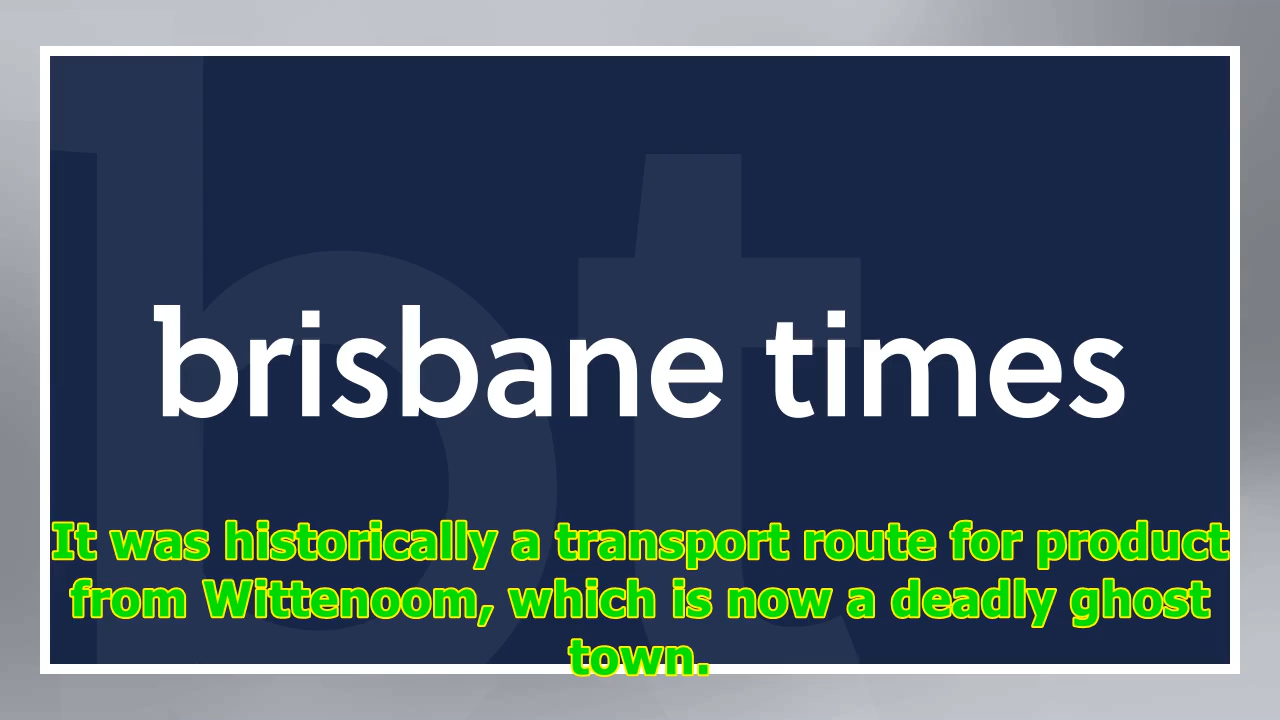 brisbane times
It was historically a transport route for product
from Wittenoom, which is now a deadly ghost
town.